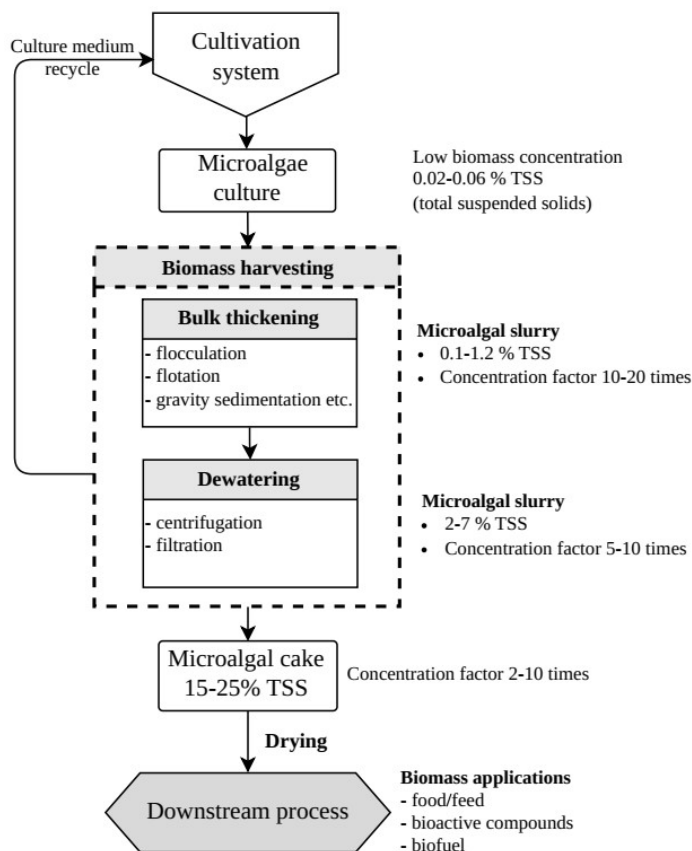 Culture medium
recycle
Cultivation
system
Microalgae
culture
Low biomass concentration
0.02-0.06 % TSS
(total suspended solids)
Biomass harvesting
Bulk thickening
- flocculation
- flotation
- gravity sedimentation etc.
Microalgal slurry
• 0.1-1.2 % TSS
• Concentration factor 10-20 times
Dewatering
- centrifugation
- filtration
Microalgal slurry
• 2-7 % TSS
• Concentration factor 5-10 times
Microalgal cake
15-25% TSS
Concentration factor 2-10 times
Drying
Downstream process
Biomass applications
- food/feed
- bioactive compounds
- biofuel